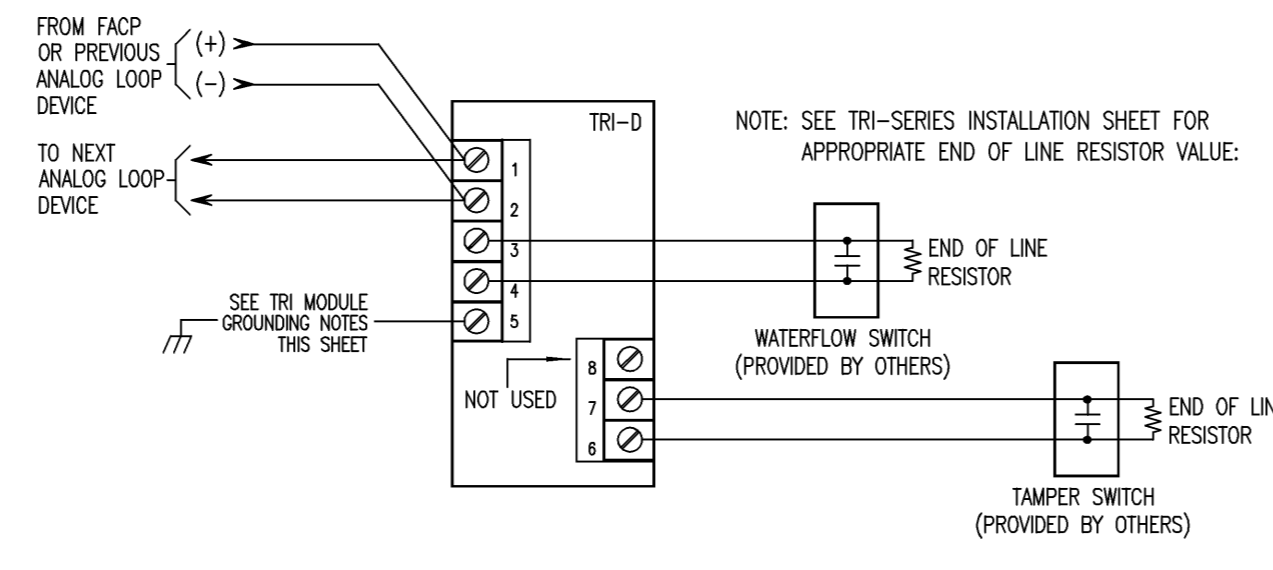 FROM FACP
OR PREVIOUS
ANALOG LOOP
DEVICE
(+)
(-)
TO NEXT
ANALOG LOOP
DEVICE
TRI-D
NOTE: SEE TRI-SERIES INSTALLATION SHEET FOR
APPROPRIATE END OF LINE RESISTOR VALUE:
1
2
3
4
5
END OF LINE
RESISTOR
WATERFLOW SWITCH
(PROVIDED BY OTHERS)
SEE TRI MODULE
GROUNDING NOTES
THIS SHEET
NOT USED
8
7
6
END OF LIN
RESISTOR
TAMPER SWITCH
(PROVIDED BY OTHERS)